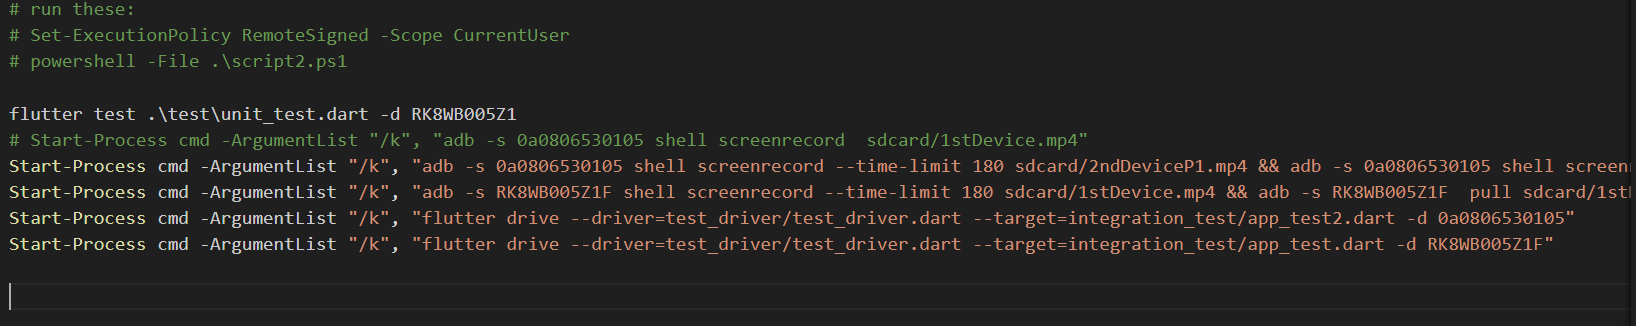 # run these:
# Set-ExecutionPolicy RemoteSigned -Scope CurrentUser
# powershell -File .\script2.ps1
flutter test .\test\unit_test.dart -d RK8WB005Z1
# Start-Process cmd -ArgumentList "/k", "adb -s 0a0806530105 shell screenrecord  sdcard/1stDevice.mp4"
Start-Process cmd -ArgumentList "/k", "adb -s 0a0806530105 shell screenrecord --time-limit 180 sdcard/2ndDeviceP1.mp4 && adb -s 0a0806530105 shell screen
Start-Process cmd -ArgumentList "/k", "adb -s RK8WB005Z1F shell screenrecord --time-limit 180 sdcard/1stDevice.mp4 && adb -s RK8WB005Z1F  pull sdcard/1st
Start-Process cmd -ArgumentList "/k", "flutter drive --driver=test_driver/test_driver.dart --target=integration_test/app_test2.dart -d 0a0806530105"
Start-Process cmd -ArgumentList "/k", "flutter drive --driver=test_driver/test_driver.dart --target=integration_test/app_test.dart -d RK8WB005Z1F"